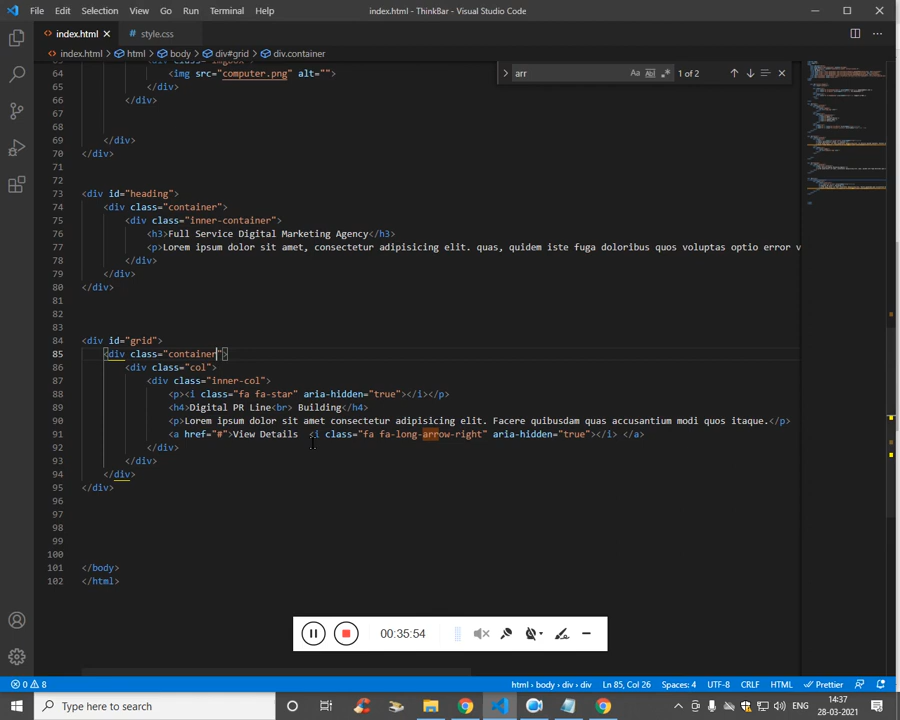 File Edit Selection View Go Run Terminal Help index.html - ThinkBar - Visual Studio Code
index.html style.css
index.html > html > body > div#grid > div.container
arr Aa 1 of 2
64 <img src="computer.png" alt="">
65 </div>
66 </div>
67
68
69 </div>
70 </div>
71
72
73 <div id="heading">
74 <div class="container">
75 <div class="inner-container">
76 <h3>Full Service Digital Marketing Agency</h3>
77 <p>Lorem ipsum dolor sit amet, consectetur adipisicing elit. quas, quidem iste fuga doloribus quos voluptas optio error v
78 </div>
79 </div>
80 </div>
81
82
83
84 <div id="grid">
85 <div class="container">
86 <div class="col">
87 <div class="inner-col">
88 <p><i class="fa fa-star" aria-hidden="true"></i></p>
89 <h4>Digital PR Line<br> Building</h4>
90 <p>Lorem ipsum dolor sit amet consectetur adipisicing elit. Facere quibusdam quas accusantium modi quos itaque.</p>
91 <a href="#">View Details <i class="fa fa-long-arrow-right" aria-hidden="true"></i> </a>
92 </div>
93 </div>
94 </div>
95 </div>
96
97
98
99
100
101 </body>
102 </html>
00:35:54
0 8 html > body > div > div Ln 85, Col 26 Spaces: 4 UTF-8 CRLF HTML Prettier
Type here to search ENG 14:37
28-03-2021